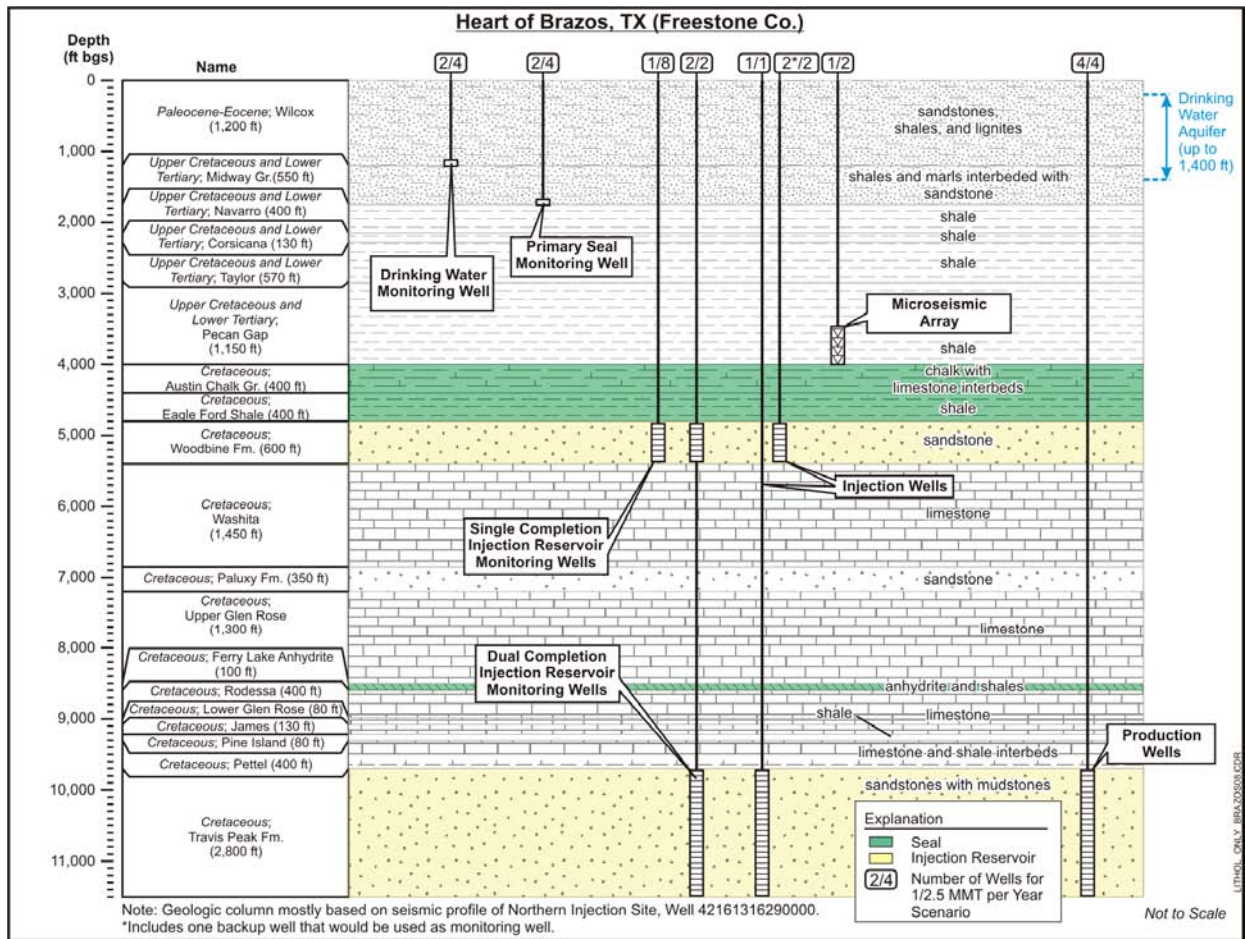 Heart of Brazos, TX (Freestone Co.)
Depth
(ft bgs)
Name
2/4
2/4
1/8
2/2
1/1
2*/2
1/2
4/4
0
1,000
2,000
3,000
4,000
5,000
6,000
7,000
8,000
9,000
10,000
11,000
Paleocene-Eocene; Wilcox
(1,200 ft)
Upper Cretaceous and Lower
Tertiary; Midway Gr.(550 ft)
Upper Cretaceous and Lower
Tertiary; Navarro (400 ft)
Upper Cretaceous and Lower
Tertiary; Corsicana (130 ft)
Upper Cretaceous and Lower
Tertiary; Taylor (570 ft)
Upper Cretaceous and
Lower Tertiary;
Pecan Gap
(1,150 ft)
Cretaceous;
Austin Chalk Gr. (400 ft)
Cretaceous;
Eagle Ford Shale (400 ft)
Cretaceous;
Woodbine Fm. (600 ft)
Cretaceous;
Washita
(1,450 ft)
Cretaceous; Paluxy Fm. (350 ft)
Cretaceous;
Upper Glen Rose
(1,300 ft)
Cretaceous; Ferry Lake Anhydrite
(100 ft)
Cretaceous; Rodessa (400 ft)
Cretaceous; Lower Glen Rose (80 ft)
Cretaceous; James (130 ft)
Cretaceous; Pine Island (80 ft)
Cretaceous; Pettel (400 ft)
Cretaceous;
Travis Peak Fm.
(2,800 ft)
sandstones,
shales, and lignites
shales and marls interbeded with
sandstone
shale
shale
shale
shale
chalk with
limestone interbeds
shale
sandstone
limestone
sandstone
limestone
anhydrite and shales
shale
limestone
limestone and shale interbeds
sandstones with mudstones
Drinking
Water
Aquifer
(up to
1,400 ft)
Drinking Water
Monitoring Well
Primary Seal
Monitoring Well
Microseismic
Array
Injection Wells
Single Completion
Injection Reservoir
Monitoring Wells
Dual Completion
Injection Reservoir
Monitoring Wells
Production
Wells
Explanation
Seal
Injection Reservoir
2/4
Number of Wells for
1/2.5 MMT per Year
Scenario
Note: Geologic column mostly based on seismic profile of Northern Injection Site, Well 42161316290000.
*Includes one backup well that would be used as monitoring well.
Not to Scale
LITHOL_ONLY_BRAZOS08.CDR